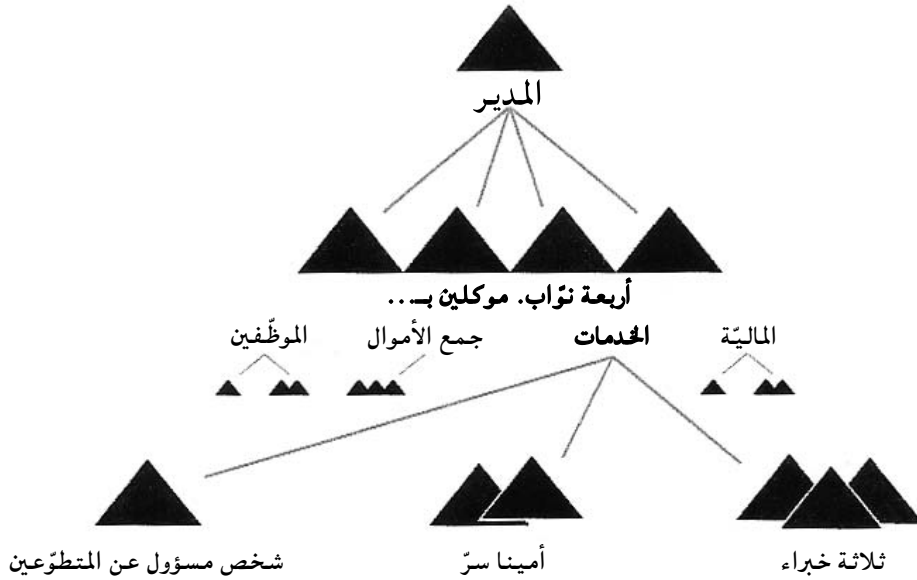 المدير
أربعة نوّاب. موكلين بـ...
الماليّة
الخدمات
جمع الأموال
الموظّفين
ثلاثة خبراء
أمينا سرّ
شخص مسؤول عن المتطوّعين